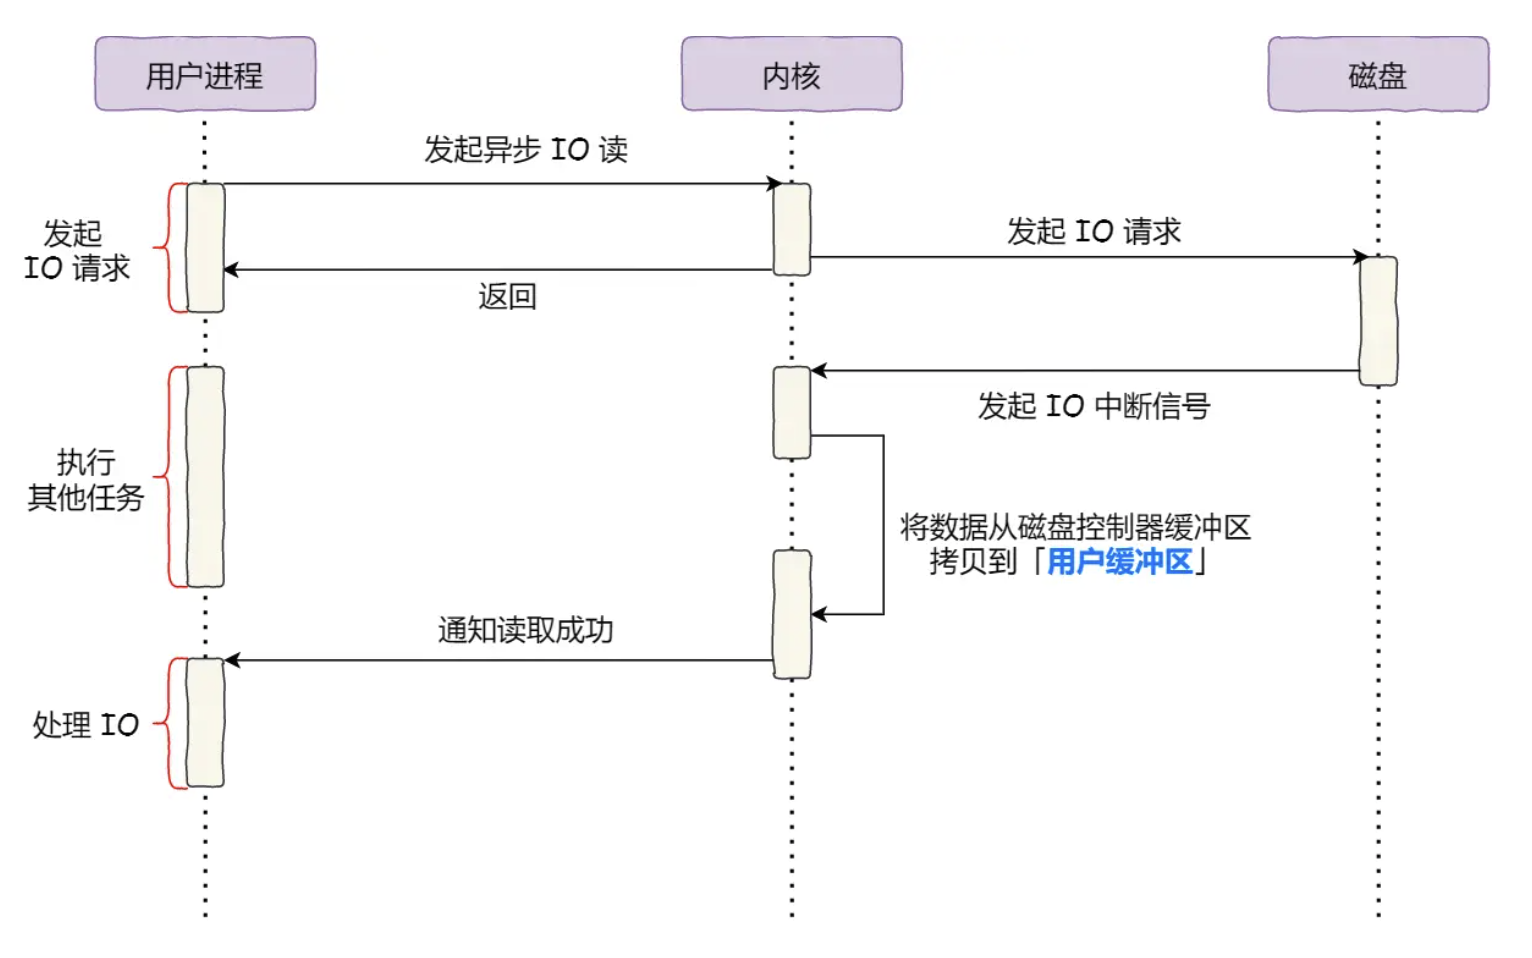 用户进程
内核
磁盘
发起异步 IO 读
发起 IO 请求
发起
IO 请求
返回
发起 IO 中断信号
执行
其他任务
将数据从磁盘控制器缓冲区
拷贝到「用户缓冲区」
通知读取成功
处理 IO